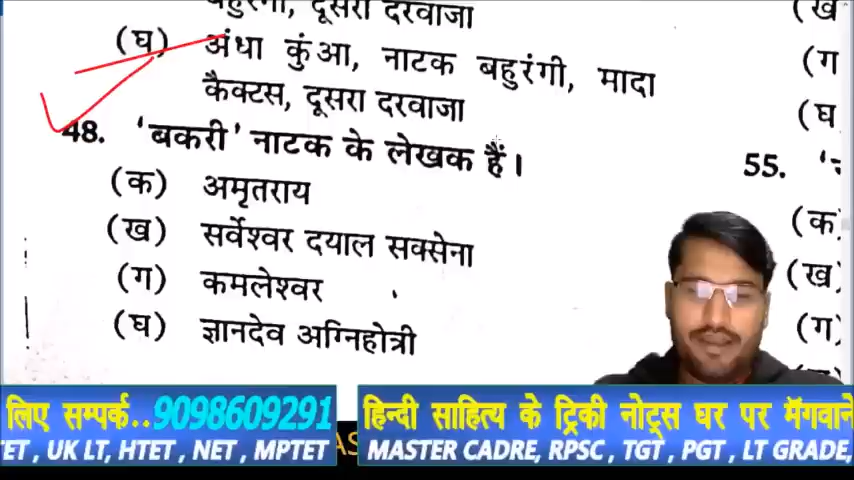 बहुरंगी, दूसरा दरवाजा
(घ) अंधा कुंआ, नाटक बहुरंगी, मादा
कैक्टस, दूसरा दरवाजा
48. 'बकरी' नाटक के लेखक हैं।
(क) अमृतराय
(ख) सर्वेश्वर दयाल सक्सेना
(ग) कमलेश्वर
(घ) ज्ञानदेव अग्निहोत्री
(ख
(ग
(घ
55.
(क
(ख)
(ग)
लिए सम्पर्क..9098609291
हिन्दी साहित्य के ट्रिकी नोट्स घर पर मँगवाने
TET , UK LT, HTET , NET , MPTET
AS
MASTER CADRE, RPSC , TGT , PGT , LT GRADE,